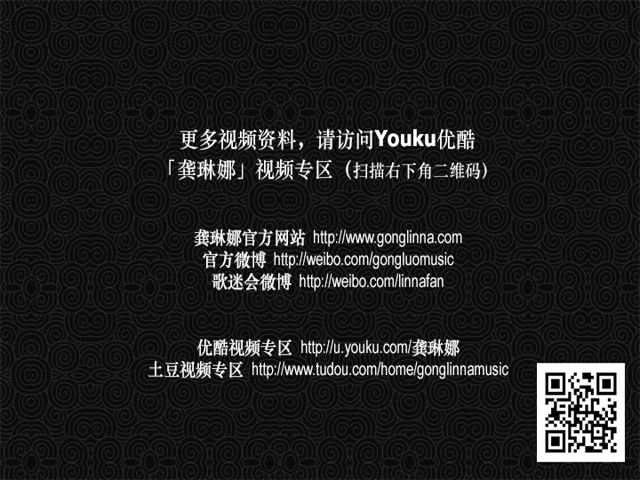 更多视频资料，请访问Youku优酷
「龚琳娜」视频专区（扫描右下角二维码）
龚琳娜官方网站 http://www.gonglinna.com
官方微博 http://weibo.com/gongluomusic
歌迷会微博 http://weibo.com/linnafan
优酷视频专区 http://u.youku.com/龚琳娜
土豆视频专区 http://www.tudou.com/home/gonglinnamusic